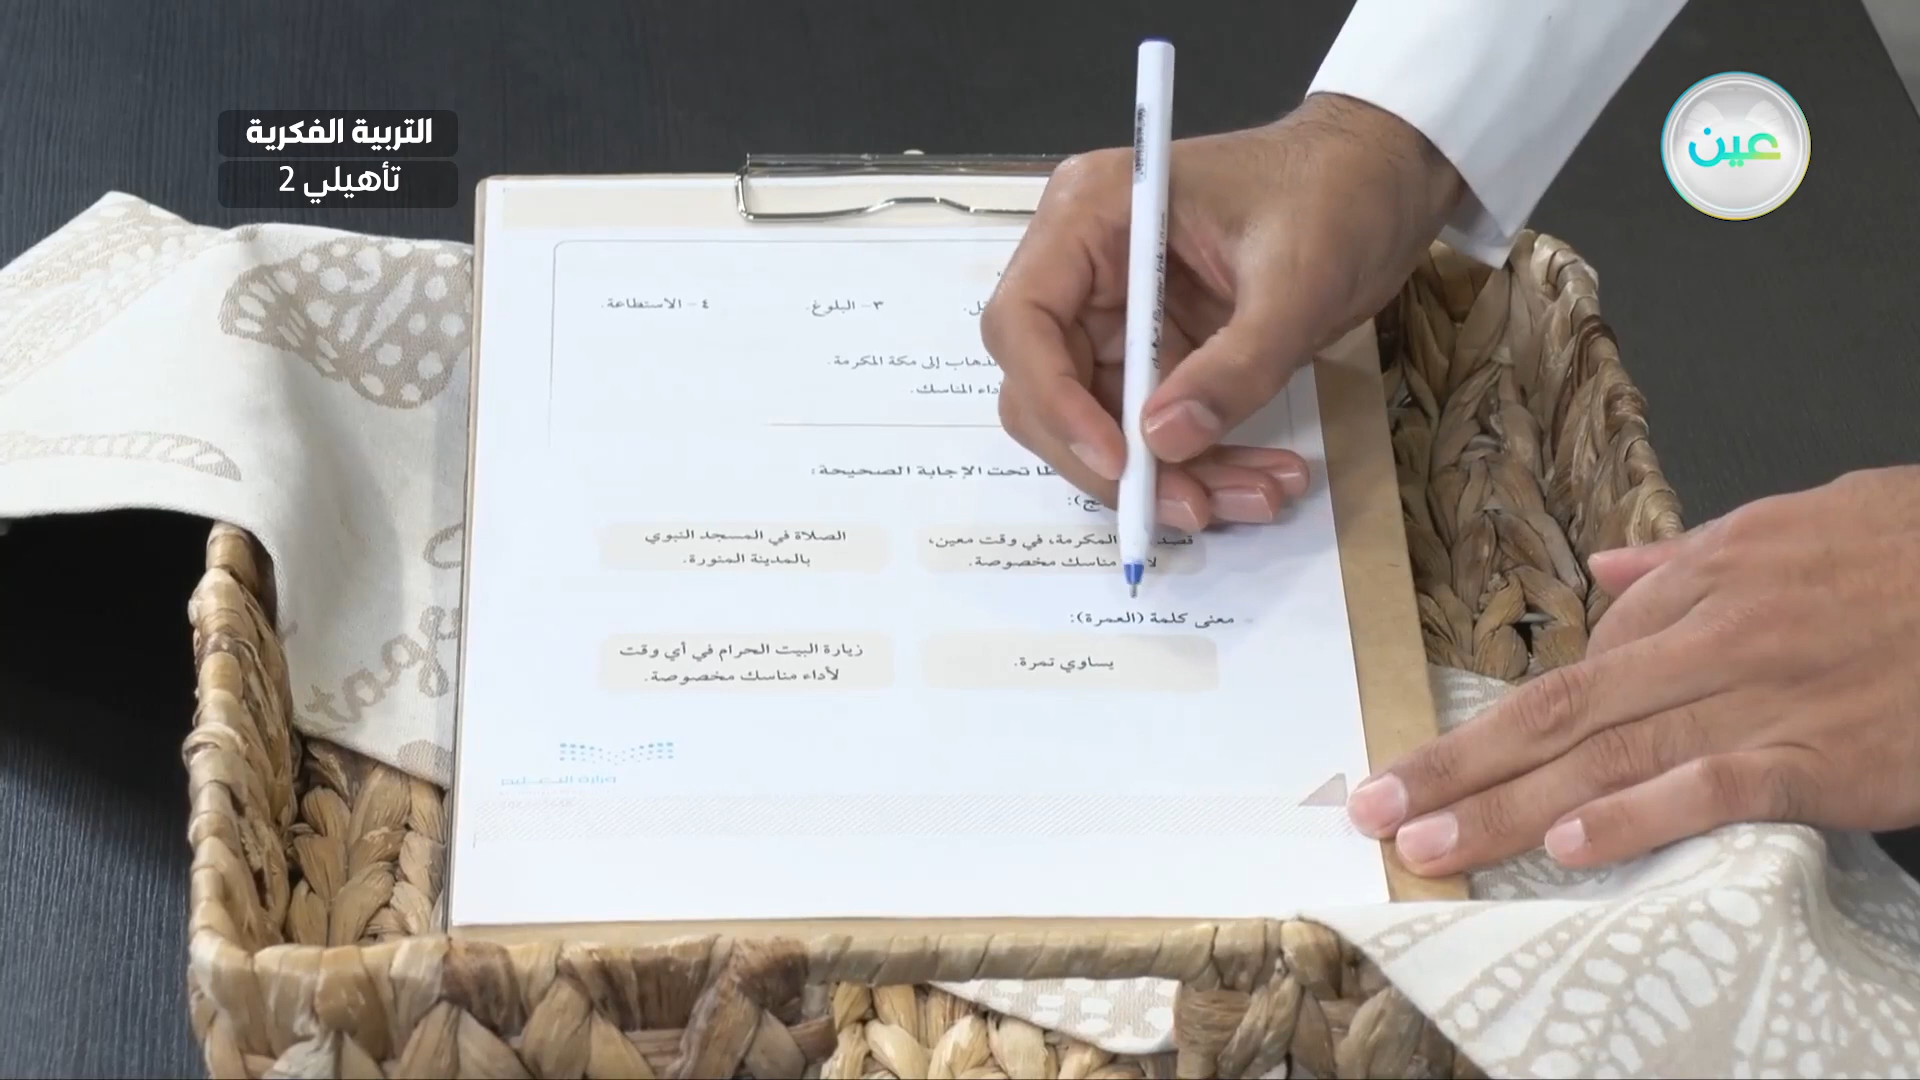 التربية الفكرية
تأهيلي 2
عين
٣- البلوغ.
٤- الاستطاعة.
إلى مكة المكرمة.
المناسك.
تحت الإجابة الصحيحة:
المكرمة، في وقت معين،
مناسك مخصوصة.
الصلاة في المسجد النبوي
بالمدينة المنورة.
- معنى كلمة (العمرة):
يساوي تمرة.
زيارة البيت الحرام في أي وقت
لأداء مناسك مخصوصة.
وزارة التعليم